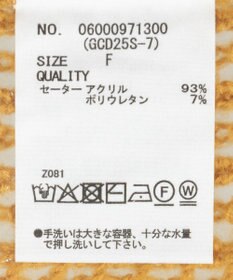 NO. 06000971300
(GCD25S-7)
SIZE F
QUALITY
セーター アクリル 93%
ポリウレタン 7%
Z081
F W
●手洗いは大きな容器、十分な水量
で押し洗いして下さい。